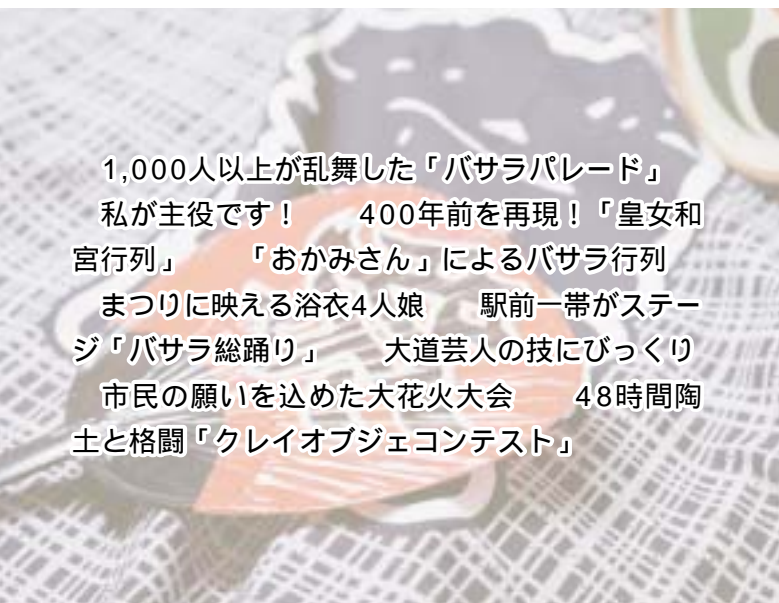 1,000人以上が乱舞した「バサラパレード」
私が主役です！　　400年前を再現！「皇女和
宮行列」　　「おかみさん」によるバサラ行列
まつりに映える浴衣4人娘　　駅前一帯がステー
ジ「バサラ総踊り」　　大道芸人の技にびっくり
市民の願いを込めた大花火大会　　48時間陶
土と格闘「クレイオブジェコンテスト」